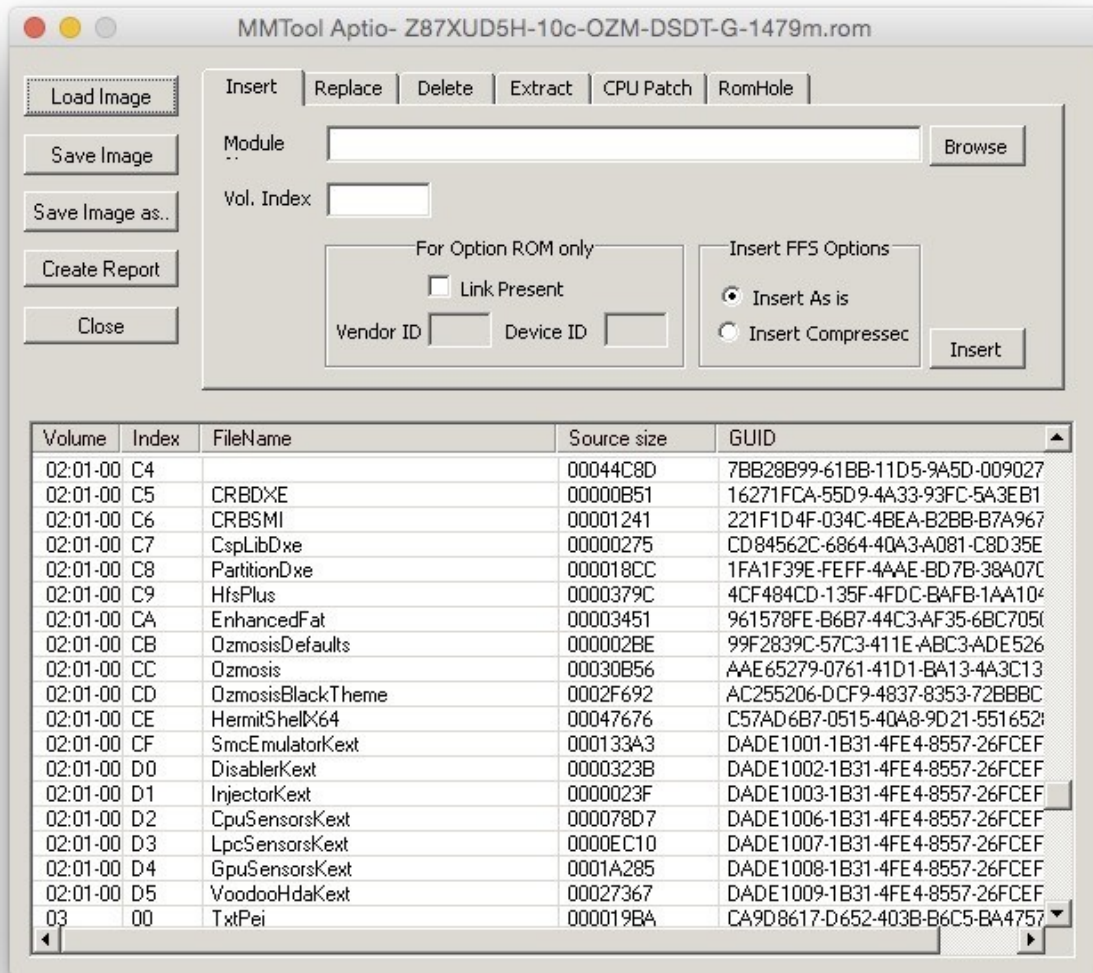 MMTool Aptio- Z87XUD5H-10c-OZM-DSDT-G-1479m.rom
Load Image
Save Image
Save Image as..
Create Report
Close
Insert Replace Delete Extract CPU Patch RomHole
Module
Browse
Vol. Index
For Option ROM only
Link Present
Vendor ID Device ID
Insert FFS Options
Insert As is
Insert Compressec
Insert
Volume Index FileName Source size GUID
02:01-00 C4 00044C8D 7BB28B99-61BB-11D5-9A5D-009027
02:01-00 C5 CRBDXE 00000B51 16271FCA-55D9-4A33-93FC-5A3EB1
02:01-00 C6 CRBSMI 00001241 221F1D4F-034C-4BEA-B2BB-B7A967
02:01-00 C7 CspLibDxe 00000275 CD84562C-6864-40A3-A081-C8D35E
02:01-00 C8 PartitionDxe 000018CC 1FA1F39E-FEFF-4AAE-BD7B-38A07C
02:01-00 C9 HfsPlus 0000379C 4CF484CD-135F-4FDC-BAFB-1AA104
02:01-00 CA EnhancedFat 00003451 961578FE-B6B7-44C3-AF35-6BC705
02:01-00 CB OzmosisDefaults 000002BE 99F2839C-57C3-411E-ABC3-ADE526
02:01-00 CC Ozmosis 00030B56 AAE65279-0761-41D1-BA13-4A3C13
02:01-00 CD OzmosisBlackTheme 0002F692 AC255206-DCF9-4837-8353-72BBBC
02:01-00 CE HermitShellX64 00047676 C57AD6B7-0515-40A8-9D21-551652
02:01-00 CF SmcEmulatorKext 000133A3 DADE1001-1B31-4FE4-8557-26FCEF
02:01-00 D0 DisablerKext 0000323B DADE1002-1B31-4FE4-8557-26FCEF
02:01-00 D1 InjectorKext 0000023F DADE1003-1B31-4FE4-8557-26FCEF
02:01-00 D2 CpuSensorsKext 000078D7 DADE1006-1B31-4FE4-8557-26FCEF
02:01-00 D3 LpcSensorsKext 0000EC10 DADE1007-1B31-4FE4-8557-26FCEF
02:01-00 D4 GpuSensorsKext 0001A285 DADE1008-1B31-4FE4-8557-26FCEF
02:01-00 D5 VoodooHdaKext 00027367 DADE1009-1B31-4FE4-8557-26FCEF
03 00 TxtPei 000019BA CA9D8617-D652-403B-B6C5-BA4757